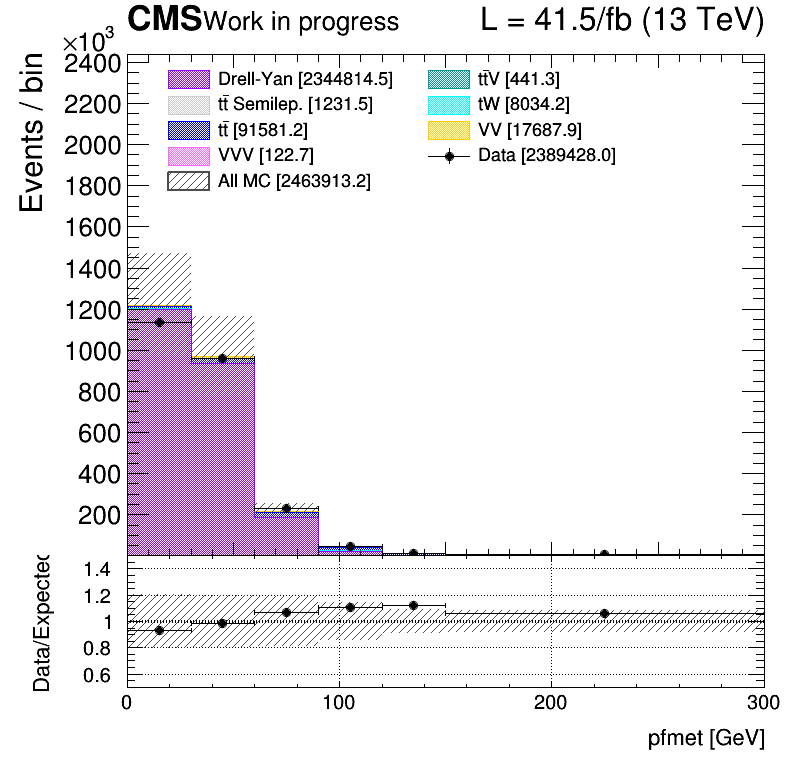 CMS Work in progress L = 41.5/fb (13 TeV)
×10³
Events / bin
2400
2200
2000
1800
1600
1400
1200
1000
800
600
400
200
Drell-Yan [2344814.5]
tt̄ Semilep. [1231.5]
tt̄ [91581.2]
VVV [122.7]
All MC [2463913.2]
tt̄V [441.3]
tW [8034.2]
VV [17687.9]
Data [2389428.0]
Data/Expected
1.4
1.2
1
0.8
0.6
0 100 200 300
pfmet [GeV]